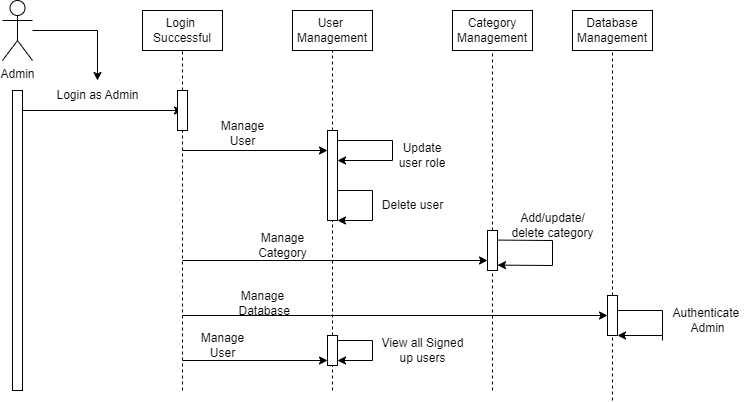 Admin
Login
Successful
User
Management
Category
Management
Database
Management
Login as Admin
Manage
User
Update
user role
Delete user
Add/update/
delete category
Manage
Category
Manage
Database
Authenticate
Admin
Manage
User
View all Signed
up users